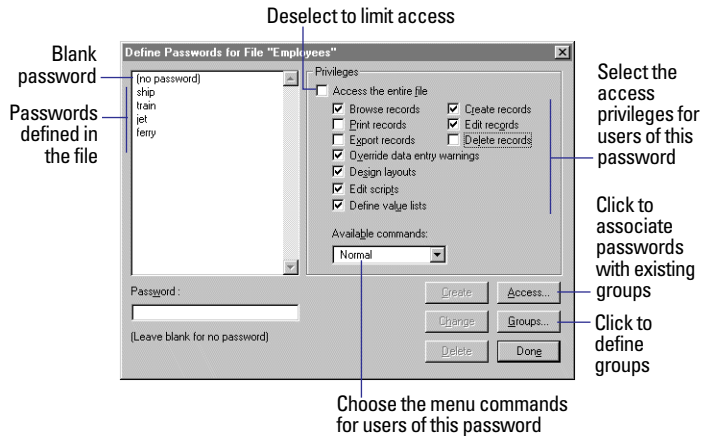 Deselect to limit access
Blank
password
Passwords
defined in
the file
Define Passwords for File "Employees"
(no password)
ship
train
jet
ferry
Privileges
Access the entire file
Browse records
Create records
Print records
Edit records
Export records
Delete records
Override data entry warnings
Design layouts
Edit scripts
Define value lists
Available commands:
Normal
Password :
(Leave blank for no password)
Create
Access...
Change
Groups...
Delete
Done
Select the
access
privileges for
users of this
password
Click to
associate
passwords
with existing
groups
Click to
define
groups
Choose the menu commands
for users of this password